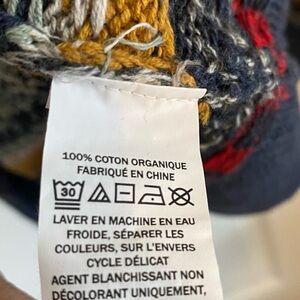 100% COTON ORGANIQUE
FABRIQUÉ EN CHINE
30
LAVER EN MACHINE EN EAU
FROIDE, SÉPARER LES
COULEURS, SUR L'ENVERS
CYCLE DÉLICAT
AGENT BLANCHISSANT NON
DÉCOLORANT UNIQUEMENT,